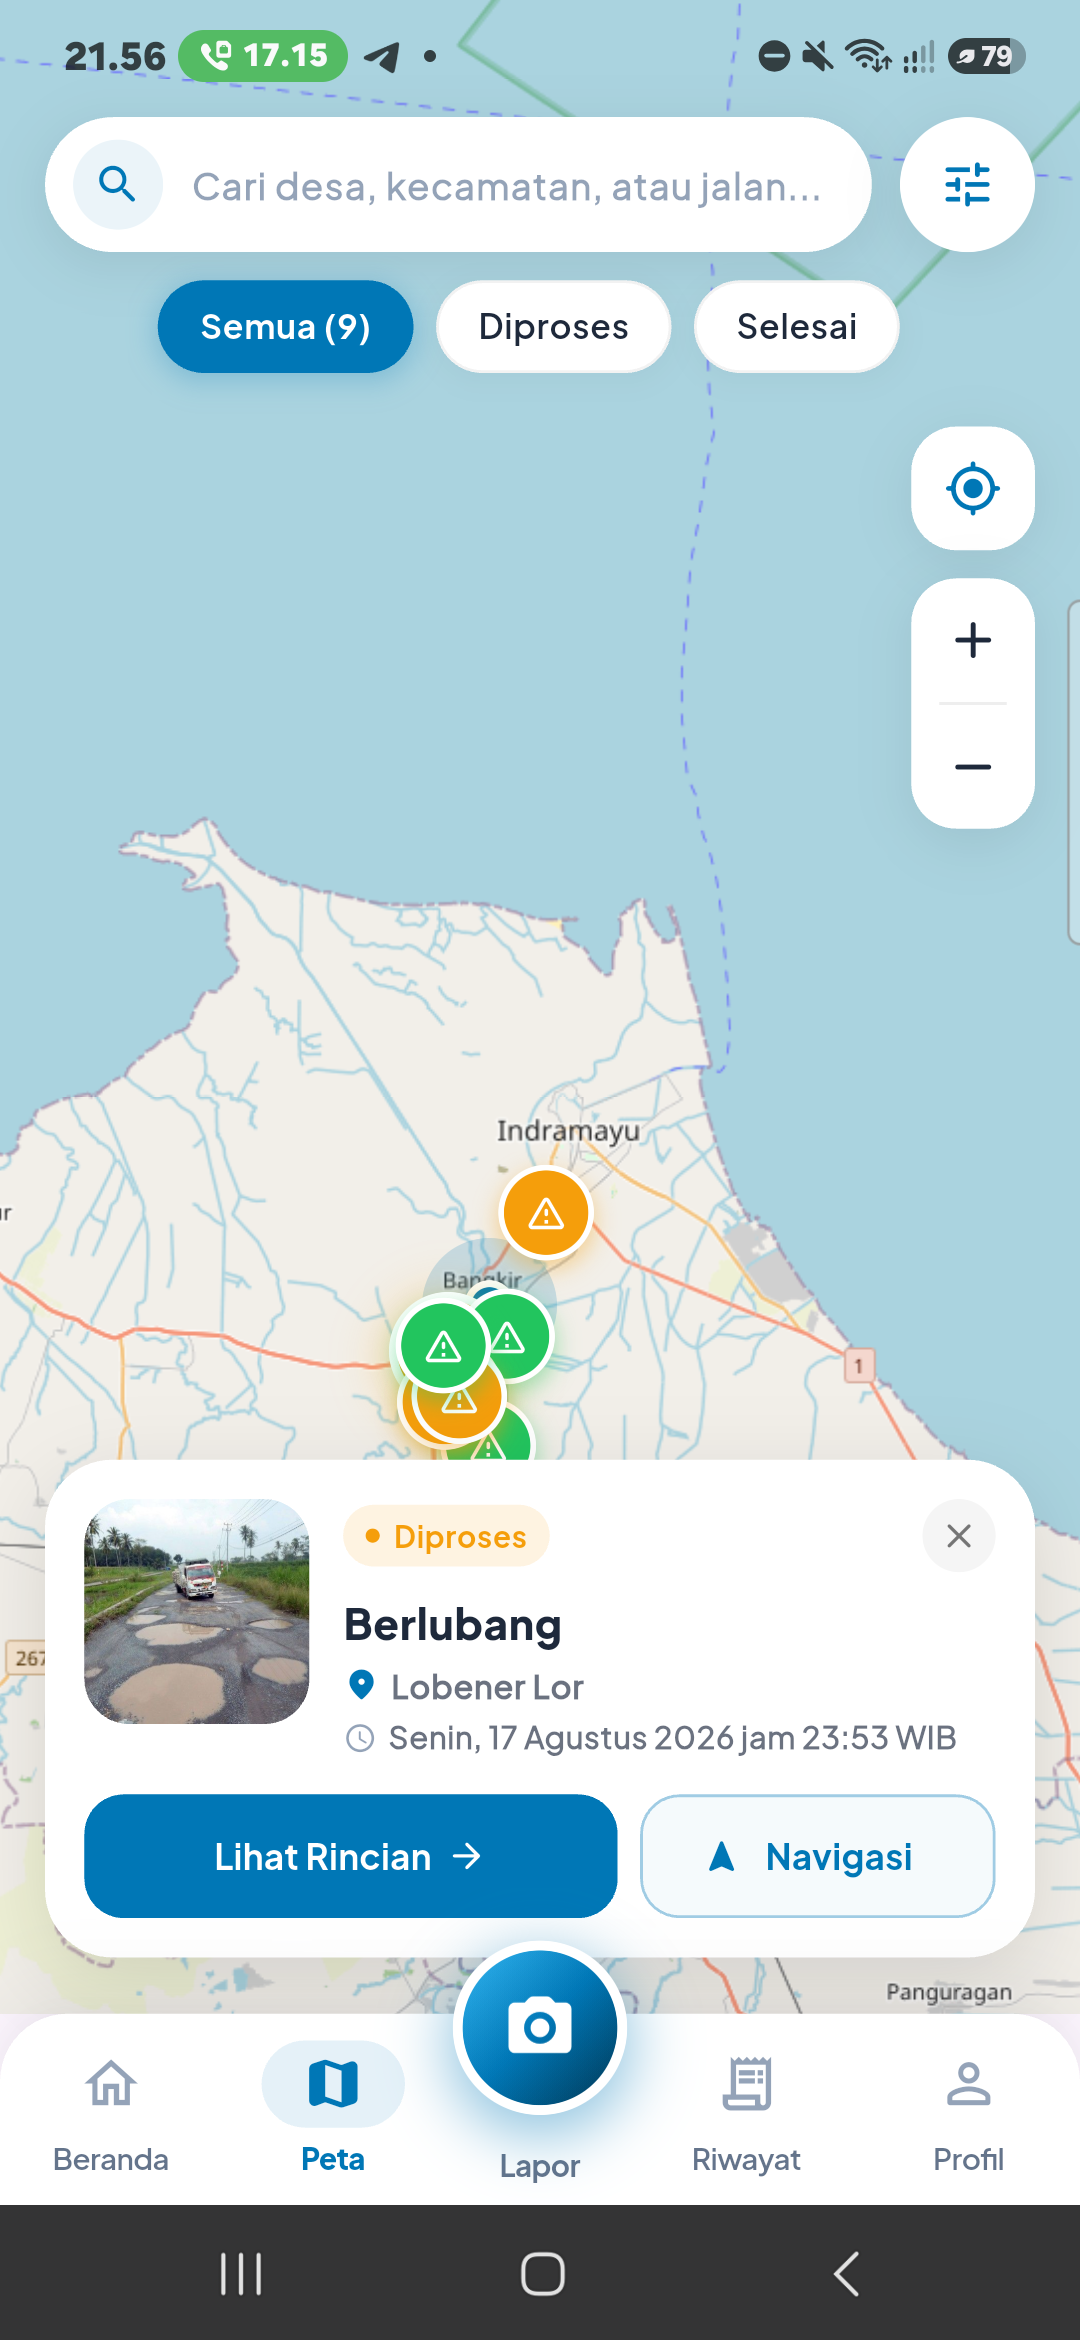 21.56 17.15 79
Cari desa, kecamatan, atau jalan...
Semua (9) Diproses Selesai
Indramayu
ur
Bangkir
1
267
Diproses
Berlubang
Lobener Lor
Senin, 17 Agustus 2026 jam 23:53 WIB
Lihat Rincian Navigasi
Panguragan
Beranda Peta Lapor Riwayat Profil